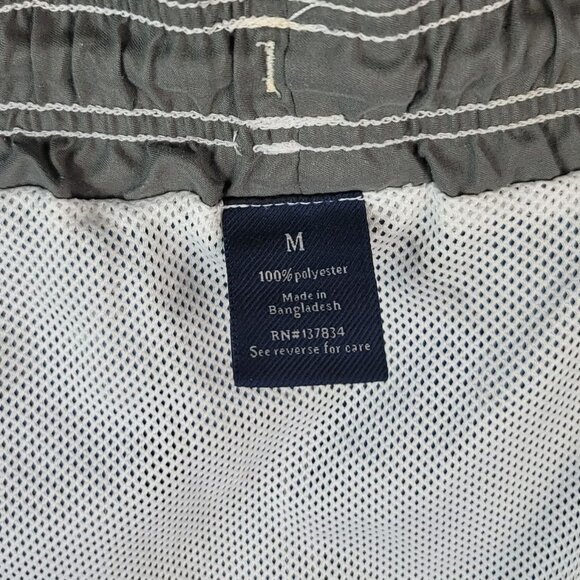 M
100% polyester
Made in
Bangladesh
RN#137834
See reverse for care